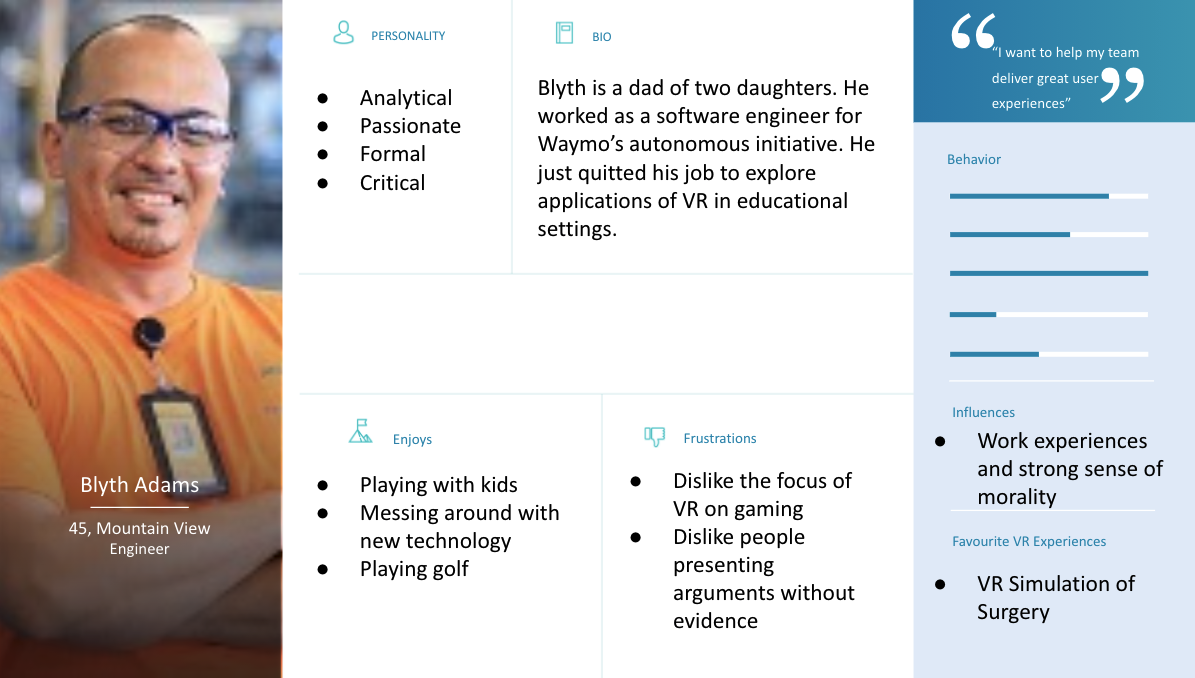 Blyth Adams
45, Mountain View
Engineer
PERSONALITY
● Analytical
● Passionate
● Formal
● Critical
BIO
Blyth is a dad of two daughters. He
worked as a software engineer for
Waymo’s autonomous initiative. He
just quitted his job to explore
applications of VR in educational
settings.
Enjoys
● Playing with kids
● Messing around with
new technology
● Playing golf
Frustrations
● Dislike the focus of
VR on gaming
● Dislike people
presenting
arguments without
evidence
“I want to help my team
deliver great user
experiences”
Behavior
Influences
● Work experiences
and strong sense of
morality
Favourite VR Experiences
● VR Simulation of
Surgery